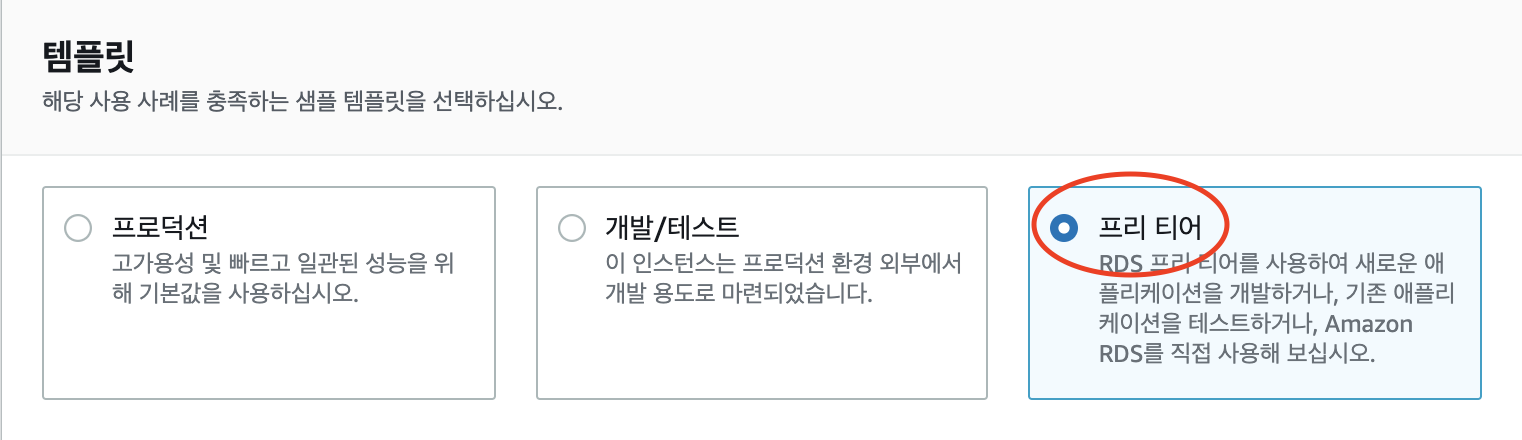 템플릿
해당 사용 사례를 충족하는 샘플 템플릿을 선택하십시오.
프로덕션
고가용성 및 빠르고 일관된 성능을 위
해 기본값을 사용하십시오.
개발/테스트
이 인스턴스는 프로덕션 환경 외부에서
개발 용도로 마련되었습니다.
프리 티어
RDS 프리 티어를 사용하여 새로운 애
플리케이션을 개발하거나, 기존 애플리
케이션을 테스트하거나, Amazon
RDS를 직접 사용해 보십시오.